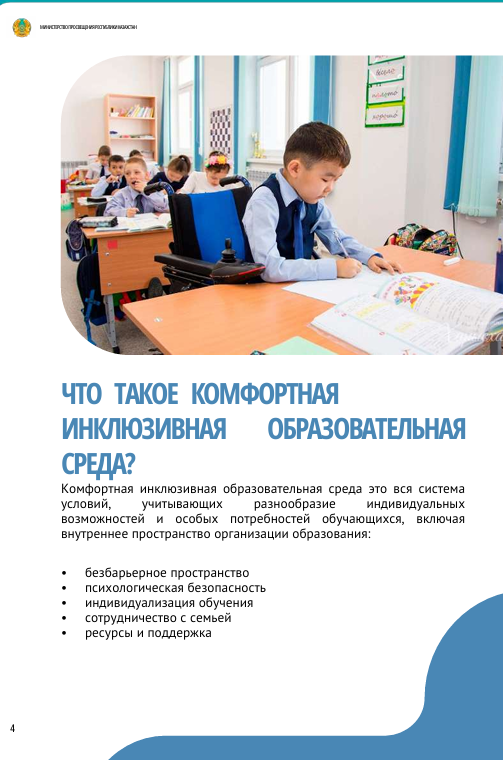 МИНИСТЕРСТВО ПРОСВЕЩЕНИЯ РЕСПУБЛИКИ КАЗАХСТАН
ЧТО ТАКОЕ КОМФОРТНАЯ
ИНКЛЮЗИВНАЯ ОБРАЗОВАТЕЛЬНАЯ
СРЕДА?
Комфортная инклюзивная образовательная среда это вся система
условий, учитывающих разнообразие индивидуальных
возможностей и особых потребностей обучающихся, включая
внутреннее пространство организации образования:
• безбарьерное пространство
• психологическая безопасность
• индивидуализация обучения
• сотрудничество с семьей
• ресурсы и поддержка
4